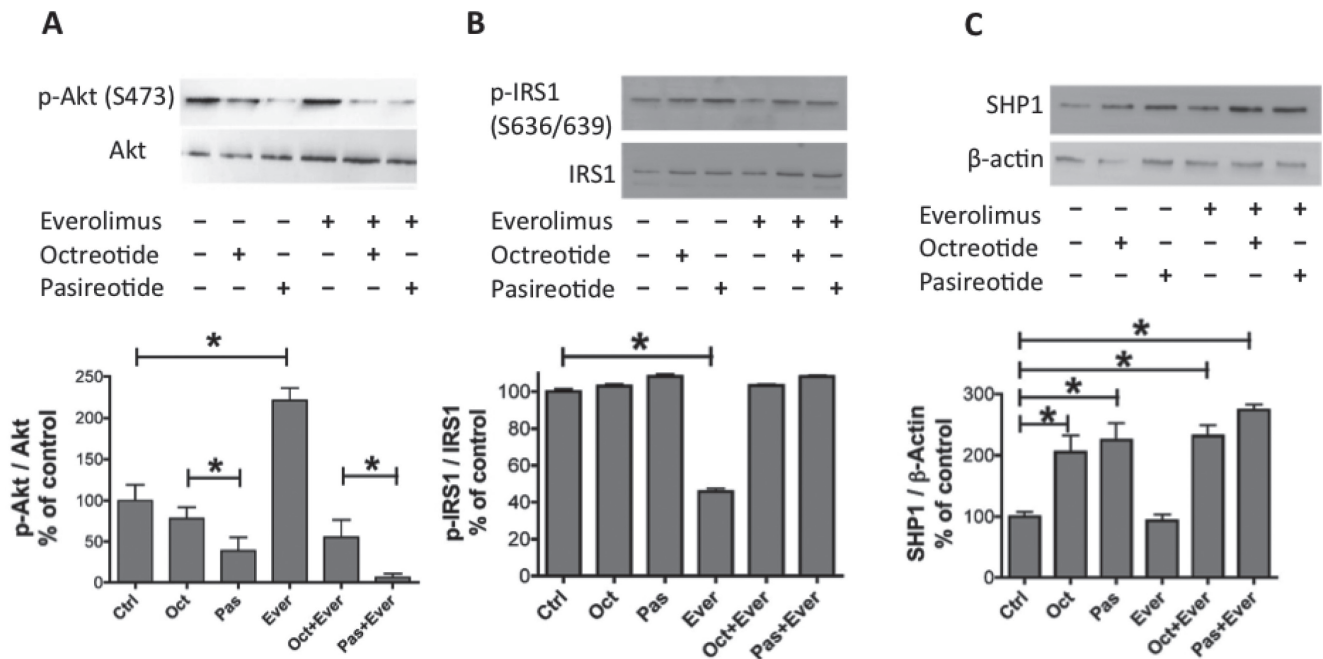 A
p-Akt (S473)
Akt
Everolimus – – – + + +
Octreotide – + – – + –
Pasireotide – – + – – +
*
*
*
p-Akt / Akt
% of control
250
200
150
100
50
0
Ctrl
Oct
Pas
Ever
Oct+Ever
Pas+Ever
B
p-IRS1
(S636/639)
IRS1
Everolimus – – – + + +
Octreotide – + – – + –
Pasireotide – – + – – +
*
p-IRS1 / IRS1
% of control
100
80
60
40
20
0
Ctrl
Oct
Pas
Ever
Oct+Ever
Pas+Ever
C
SHP1
β-actin
Everolimus – – – + + +
Octreotide – + – – + –
Pasireotide – – + – – +
*
*
*
*
SHP1 / β-Actin
% of control
300
200
100
0
Ctrl
Oct
Pas
Ever
Oct+Ever
Pas+Ever